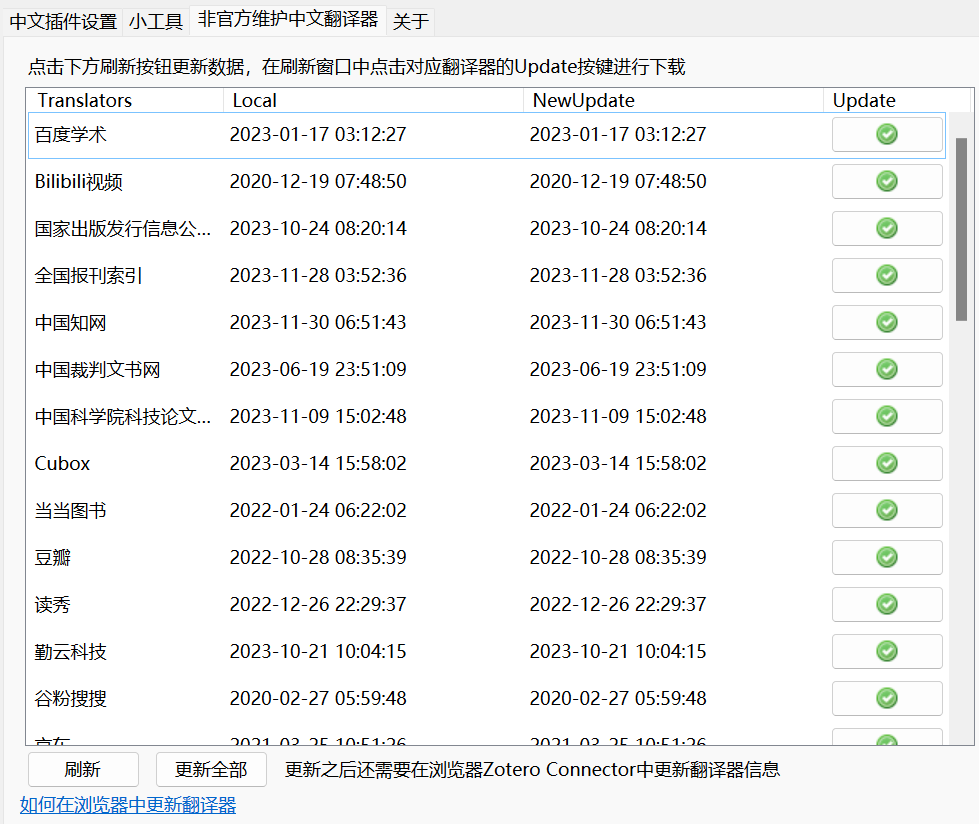 中文插件设置 小工具 非官方维护中文翻译器 关于
点击下方刷新按钮更新数据，在刷新窗口中点击对应翻译器的Update按键进行下载
Translators Local NewUpdate Update
百度学术 2023-01-17 03:12:27 2023-01-17 03:12:27
Bilibili视频 2020-12-19 07:48:50 2020-12-19 07:48:50
国家出版发行信息公... 2023-10-24 08:20:14 2023-10-24 08:20:14
全国报刊索引 2023-11-28 03:52:36 2023-11-28 03:52:36
中国知网 2023-11-30 06:51:43 2023-11-30 06:51:43
中国裁判文书网 2023-06-19 23:51:09 2023-06-19 23:51:09
中国科学院科技论文... 2023-11-09 15:02:48 2023-11-09 15:02:48
Cubox 2023-03-14 15:58:02 2023-03-14 15:58:02
当当图书 2022-01-24 06:22:02 2022-01-24 06:22:02
豆瓣 2022-10-28 08:35:39 2022-10-28 08:35:39
读秀 2022-12-26 22:29:37 2022-12-26 22:29:37
勤云科技 2023-10-21 10:04:15 2023-10-21 10:04:15
谷粉搜搜 2020-02-27 05:59:48 2020-02-27 05:59:48
京东 2021-03-25 10:51:26 2021-03-25 10:51:26
刷新 更新全部 更新之后还需要在浏览器Zotero Connector中更新翻译器信息
如何在浏览器中更新翻译器